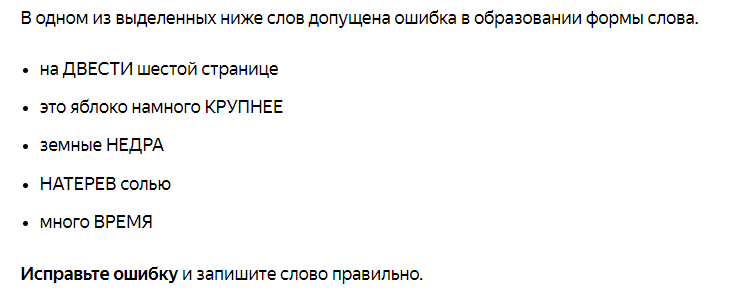 В одном из выделенных ниже слов допущена ошибка в образовании формы слова.
• на ДВЕСТИ шестой странице
• это яблоко намного КРУПНЕЕ
• земные НЕДРА
• НАТЕРЕВ солью
• много ВРЕМЯ
Исправьте ошибку и запишите слово правильно.